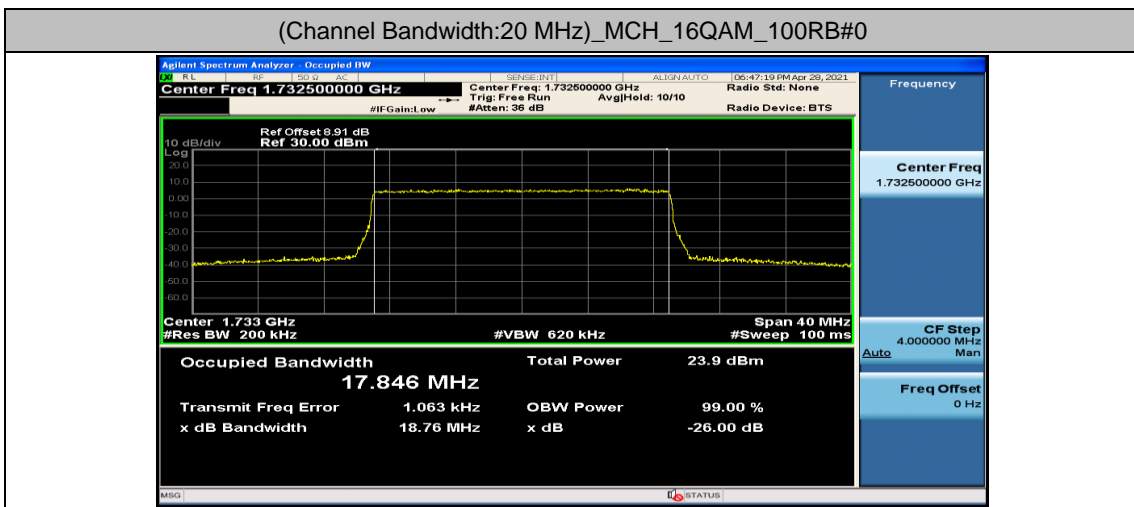 (Channel Bandwidth:20 MHz)_MCH_16QAM_100RB#0
Agilent Spectrum Analyzer - Occupied BW
LXI RL RF 50 Ω AC SENSE:INT ALIGNAUTO 06:47:19 PM Apr 28, 2021
Center Freq 1.732500000 GHz
Center Freq: 1.732500000 GHz
Radio Std: None
Trig: Free Run Avg|Hold: 10/10
#IFGain:Low #Atten: 36 dB Radio Device: BTS
Ref Offset 8.91 dB
10 dB/div Ref 30.00 dBm
Log
20.0
10.0
0.00
-10.0
-20.0
-30.0
-40.0
-50.0
-60.0
Center 1.733 GHz Span 40 MHz
#Res BW 200 kHz #VBW 620 kHz #Sweep 100 ms
Occupied Bandwidth Total Power 23.9 dBm
17.846 MHz
Transmit Freq Error 1.063 kHz OBW Power 99.00 %
x dB Bandwidth 18.76 MHz x dB -26.00 dB
MSG STATUS
Frequency
Center Freq
1.732500000 GHz
CF Step
4.000000 MHz
Auto Man
Freq Offset
0 Hz